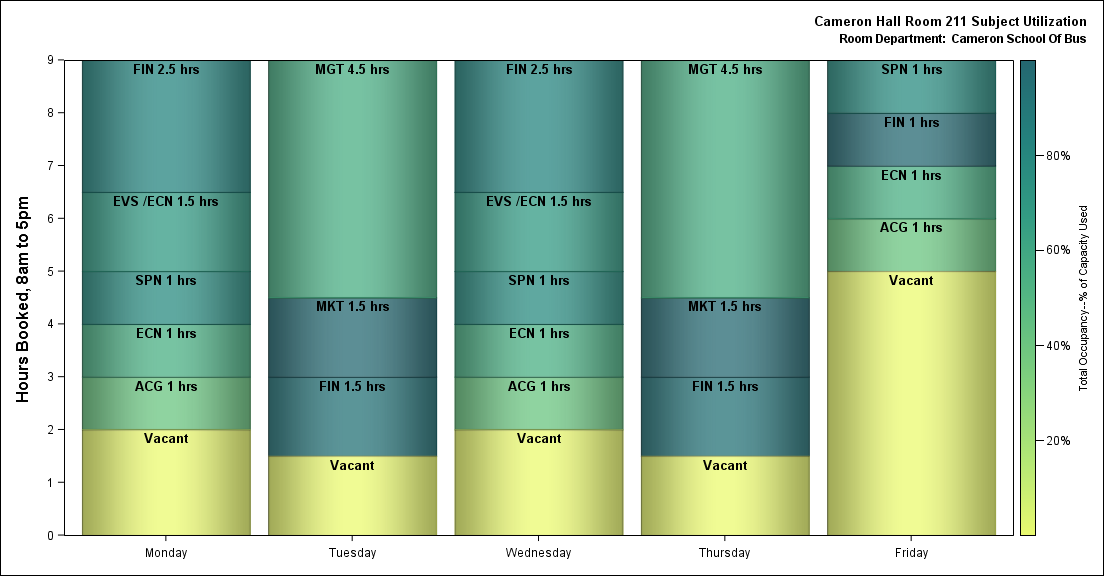 Cameron Hall Room 211 Subject Utilization
Room Department: Cameron School Of Bus
Hours Booked, 8am to 5pm
9
8
7
6
5
4
3
2
1
0
FIN 2.5 hrs
EVS /ECN 1.5 hrs
SPN 1 hrs
ECN 1 hrs
ACG 1 hrs
Vacant
MGT 4.5 hrs
MKT 1.5 hrs
FIN 1.5 hrs
Vacant
FIN 2.5 hrs
EVS /ECN 1.5 hrs
SPN 1 hrs
ECN 1 hrs
ACG 1 hrs
Vacant
MGT 4.5 hrs
MKT 1.5 hrs
FIN 1.5 hrs
Vacant
SPN 1 hrs
FIN 1 hrs
ECN 1 hrs
ACG 1 hrs
Vacant
Monday
Tuesday
Wednesday
Thursday
Friday
80%
60%
40%
20%
Total Occupancy--% of Capacity Used